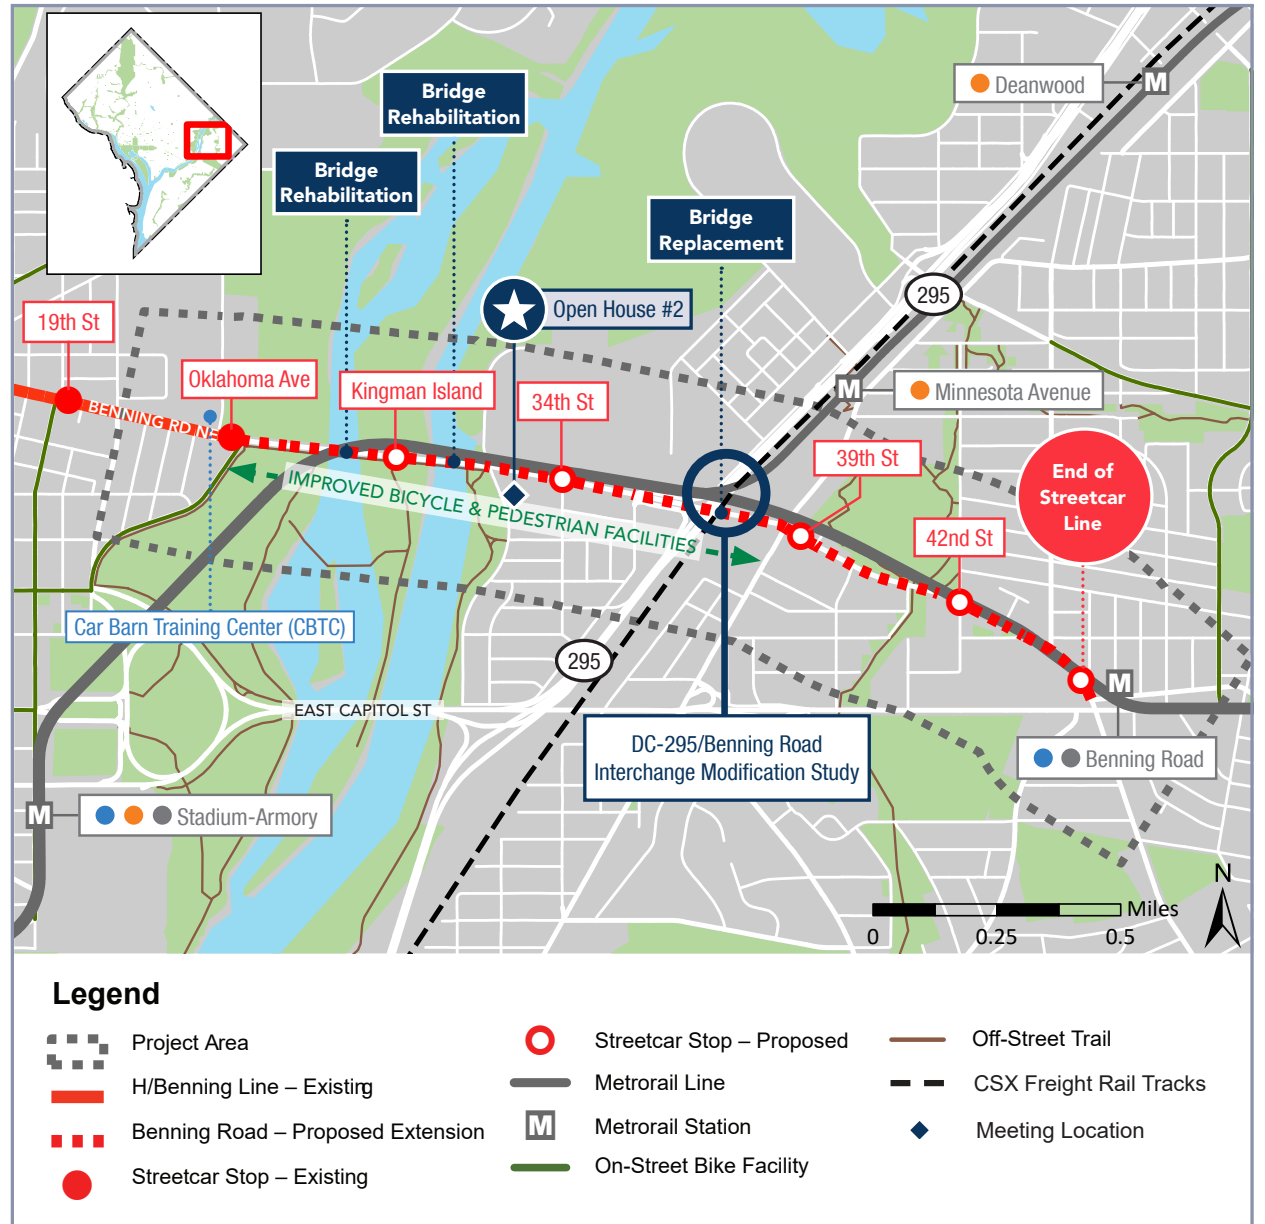 Bridge
Rehabilitation
Bridge
Rehabilitation
Bridge
Replacement
M
Deanwood
295
19th St
Open House #2
Oklahoma Ave
Kingman Island
34th St
M
Minnesota Avenue
BENNING RD NE
39th St
End of
Streetcar
Line
IMPROVED BICYCLE & PEDESTRIAN FACILITIES
42nd St
Car Barn Training Center (CBTC)
295
M
EAST CAPITOL ST
DC-295/Benning Road
Interchange Modification Study
Benning Road
M
Stadium-Armory
N
Miles
0 0.25 0.5
Legend
Project Area
H/Benning Line – Existing
Benning Road – Proposed Extension
Streetcar Stop – Existing
Streetcar Stop – Proposed
Metrorail Line
M
Metrorail Station
On-Street Bike Facility
Off-Street Trail
CSX Freight Rail Tracks
Meeting Location